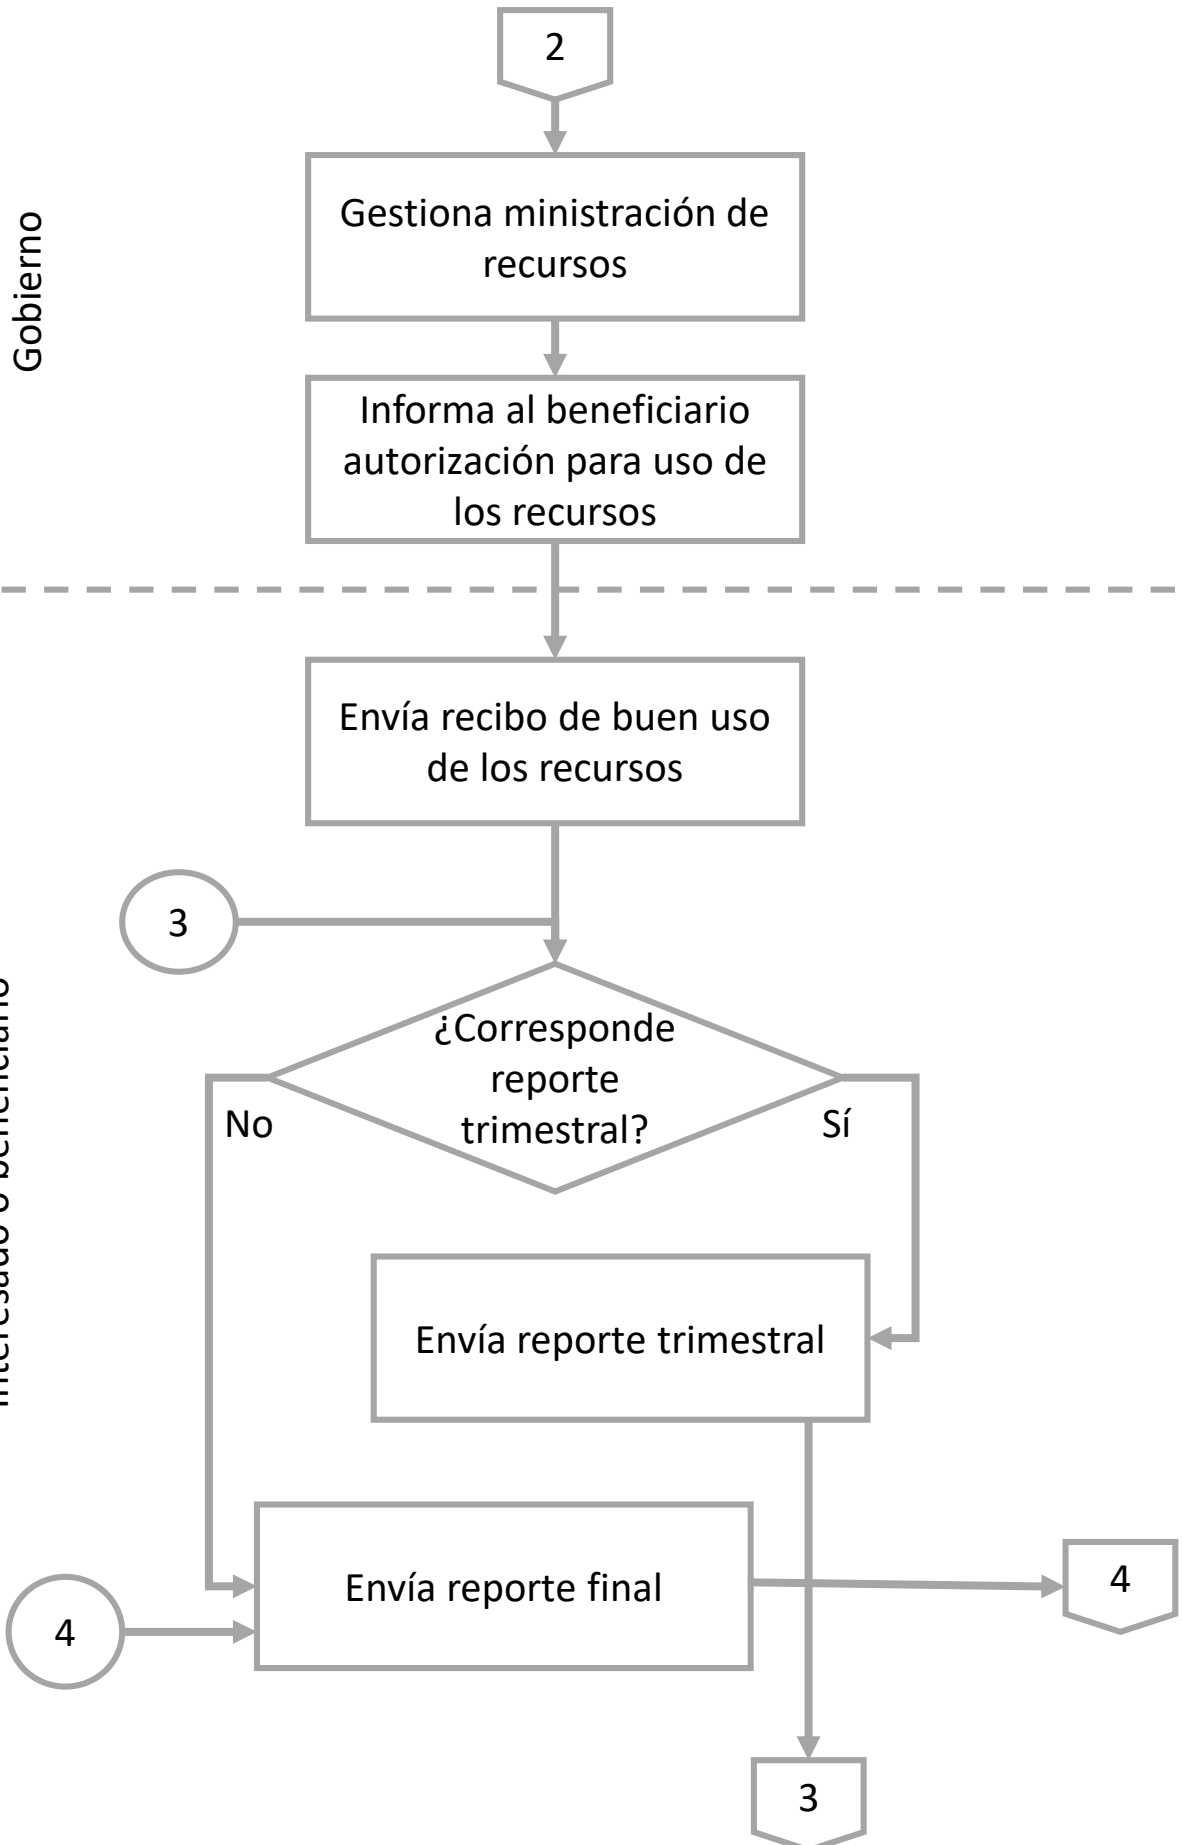 2
Gobierno
Gestiona ministración de
recursos
Informa al beneficiario
autorización para uso de
los recursos
Envía recibo de buen uso
de los recursos
3
Interesado o beneficiario
¿Corresponde
reporte
trimestral?
No
Sí
Envía reporte trimestral
Envía reporte final
4
4
3